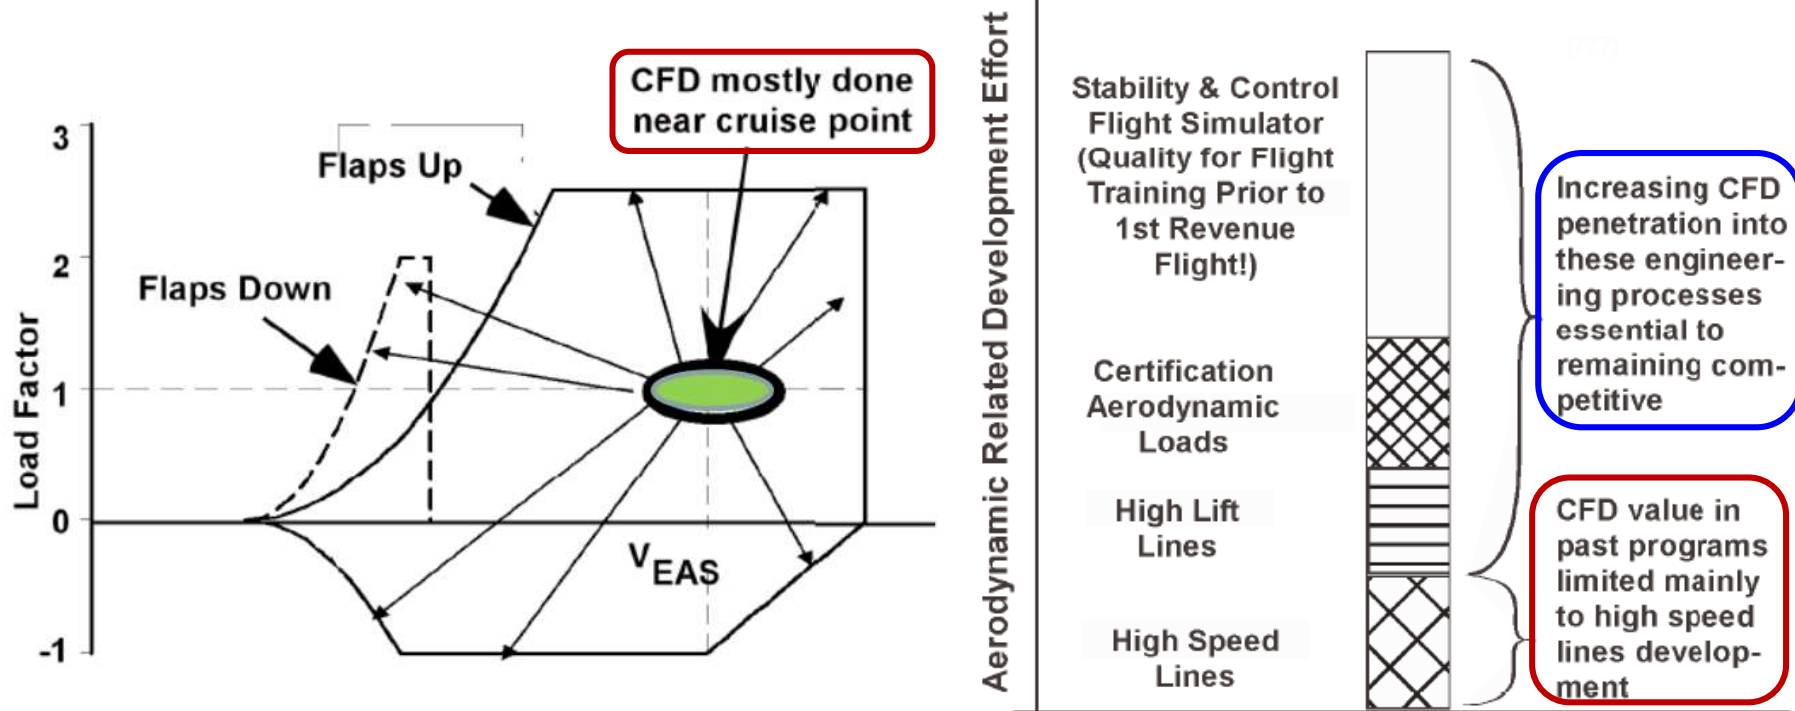 CFD mostly done
near cruise point
3
Flaps Up
2
Flaps Down
1
0
-1
Load Factor
VEAS
Aerodynamic Related Development Effort
Stability & Control
Flight Simulator
(Quality for Flight
Training Prior to
1st Revenue
Flight!)
Certification
Aerodynamic
Loads
High Lift
Lines
High Speed
Lines
Increasing CFD
penetration into
these engineer-
ing processes
essential to
remaining com-
petitive
CFD value in
past programs
limited mainly
to high speed
lines develop-
ment